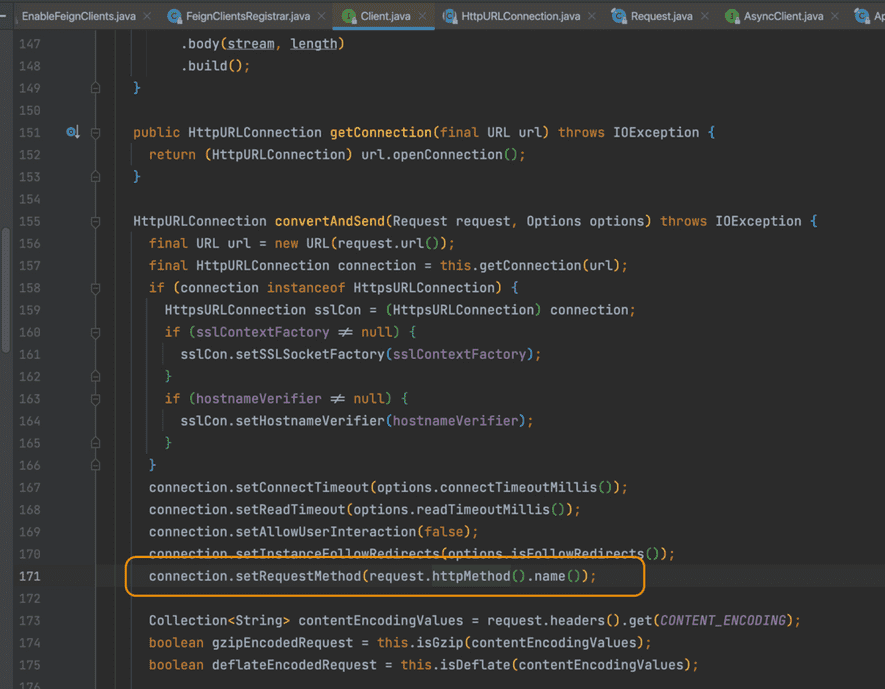 EnableFeignClients.java FeignClientsRegistrar.java Client.java HttpURLConnection.java Request.java AsyncClient.java Ap
147 .body(stream, length)
148 .build();
149 }
150
151 public HttpURLConnection getConnection(final URL url) throws IOException {
152 return (HttpURLConnection) url.openConnection();
153 }
154
155 HttpURLConnection convertAndSend(Request request, Options options) throws IOException {
156 final URL url = new URL(request.url());
157 final HttpURLConnection connection = this.getConnection(url);
158 if (connection instanceof HttpsURLConnection) {
159 HttpsURLConnection sslCon = (HttpsURLConnection) connection;
160 if (sslContextFactory ≠ null) {
161 sslCon.setSSLSocketFactory(sslContextFactory);
162 }
163 if (hostnameVerifier ≠ null) {
164 sslCon.setHostnameVerifier(hostnameVerifier);
165 }
166 }
167 connection.setConnectTimeout(options.connectTimeoutMillis());
168 connection.setReadTimeout(options.readTimeoutMillis());
169 connection.setAllowUserInteraction(false);
170 connection.setInstanceFollowRedirects(options.isFollowRedirects());
171 connection.setRequestMethod(request.httpMethod().name());
172
173 Collection<String> contentEncodingValues = request.headers().get(CONTENT_ENCODING);
174 boolean gzipEncodedRequest = this.isGzip(contentEncodingValues);
175 boolean deflateEncodedRequest = this.isDeflate(contentEncodingValues);
176